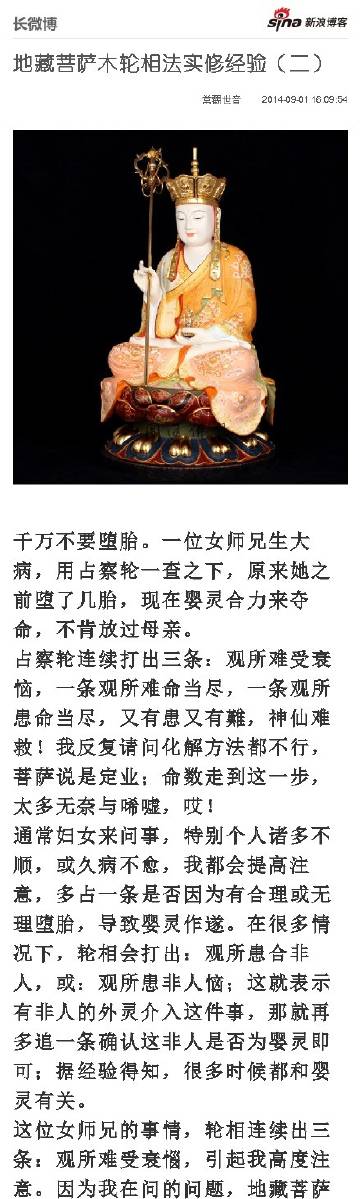 长微博
sina 新浪博客
地藏菩萨木轮相法实修经验（二）
2014-09-01 16:09:54
千万不要堕胎。一位女师兄生大
病，用占察轮一查之下，原来她之
前堕了几胎，现在婴灵合力来夺
命，不肯放过母亲。
占察轮连续打出三条：观所难受衰
恼，一条观所难命当尽，一条观所
患命当尽，又有患又有難，神仙难
救！我反复请问化解方法都不行，
菩萨说是定业；命数走到这一步，
太多无奈与唏嘘，哎！
通常妇女来问事，特别个人诸多不
顺，或久病不愈，我都会提高注
意，多占一条是否因为有合理或无
理堕胎，导致婴灵作遂。在很多情
况下，轮相会打出：观所患合非
人，或：观所患非人恼；这就表示
有非人的外灵介入这件事，那就再
多追一条确认这非人是否为婴灵即
可；据经验得知，很多时候都和婴
灵有关。
这位女师兄的事情，轮相连续出三
条：观所难受衰惱，引起我高度注
意。因为我在问的问题，地藏菩萨